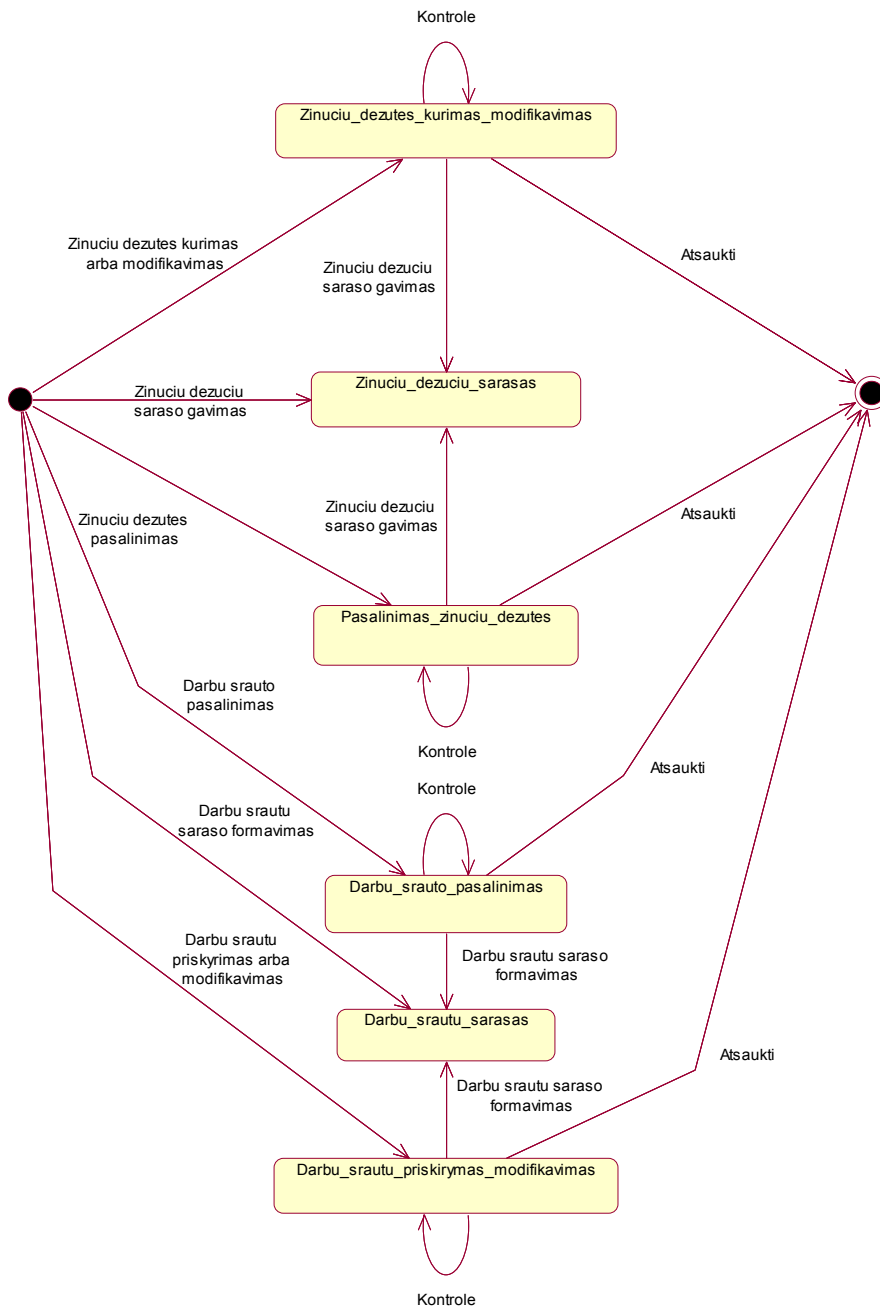 Kontrole
Zinuciu_dezutes_kurimas_modifikavimas
Zinuciu dezutes kurimas
arba modifikavimas
Zinuciu dezuciu
saraso gavimas
Atsaukti
Zinuciu_dezuciu_sarasas
Zinuciu dezuciu
saraso gavimas
Zinuciu dezutes
pasalinimas
Zinuciu dezuciu
saraso gavimas
Atsaukti
Pasalinimas_zinuciu_dezutes
Darbu srauto
pasalinimas
Kontrole
Atsaukti
Kontrole
Darbu srautu
saraso formavimas
Darbu_srauto_pasalinimas
Darbu srautu
priskyrimas arba
modifikavimas
Darbu srautu saraso
formavimas
Darbu_srautu_sarasas
Atsaukti
Darbu srautu saraso
formavimas
Darbu_srautu_priskirymas_modifikavimas
Kontrole